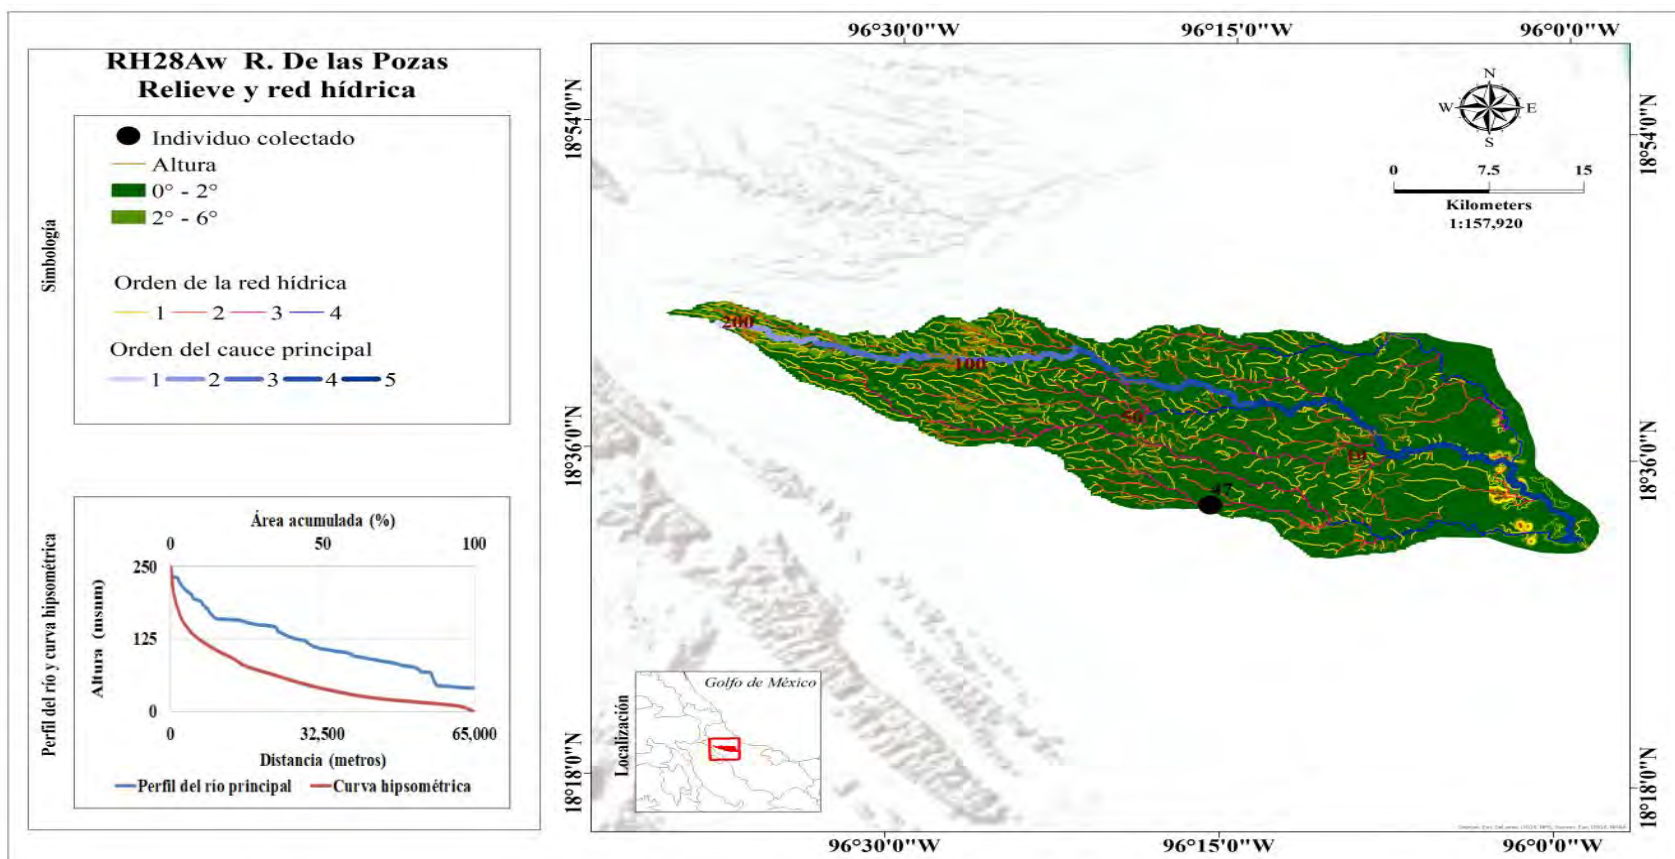 RH28Aw R. De las Pozas
Relieve y red hídrica
Simbología
Individuo colectado
Altura
0° - 2°
2° - 6°
Orden de la red hídrica
1 2 3 4
Orden del cauce principal
1 2 3 4 5
Perfil del río y curva hipsométrica
Área acumulada (%)
0 50 100
Altura (msnm)
250
125
0
0 32,500 65,000
Distancia (metros)
Perfil del río principal Curva hipsométrica
96°30'0"W 96°15'0"W 96°0'0"W
18°54'0"N 18°54'0"N
N
W E
S
0 7.5 15
Kilometers
1:157,920
200
100
50
10
18°36'0"N 18°36'0"N
47
Localización
Golfo de México
18°18'0"N 18°18'0"N
96°30'0"W 96°15'0"W 96°0'0"W